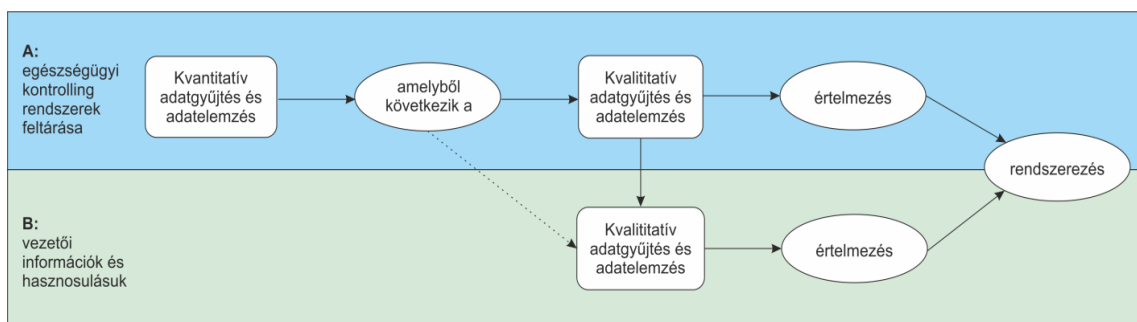 A:
egészségügyi
kontrolling
rendszerek
feltárása
Kvantitatív
adatgyűjtés és
adatelemzés
amelyből
következik a
Kvalititatív
adatgyűjtés és
adatelemzés
értelmezés
rendszerezés
B:
vezetői
információk és
hasznosulásuk
Kvalititatív
adatgyűjtés és
adatelemzés
értelmezés